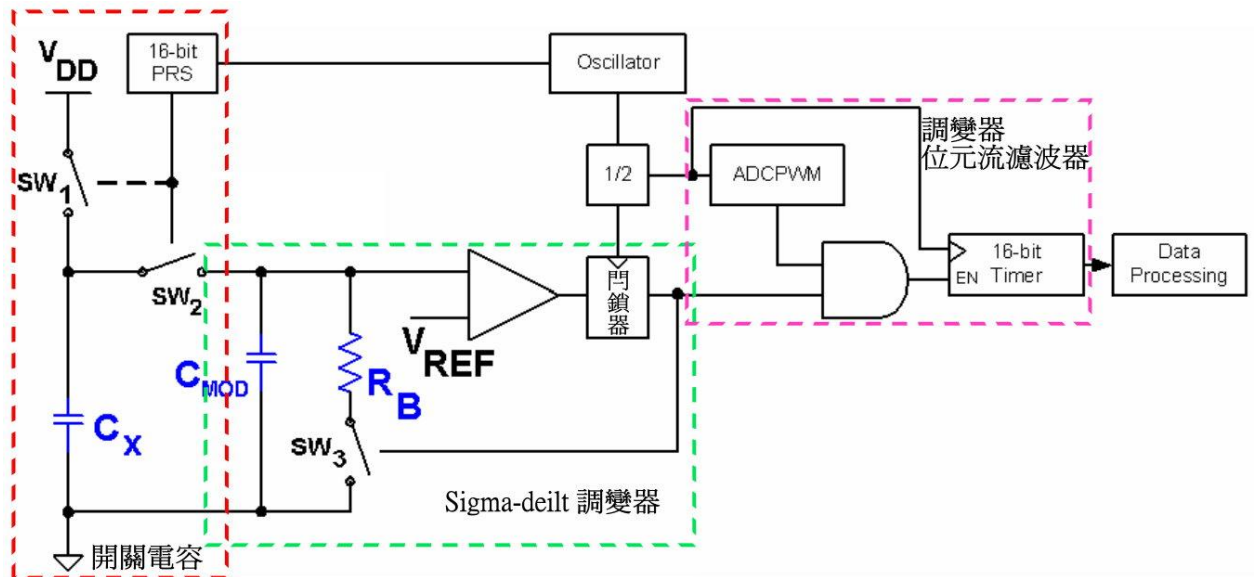 V
DD
16-bit
PRS
Oscillator
SW1
1/2
ADCPWM
調變器
位元流濾波器
SW2
VREF
閂鎖器
EN
16-bit
Timer
Data
Processing
CX
CMOD
RB
SW3
Sigma-deilt 調變器
開關電容